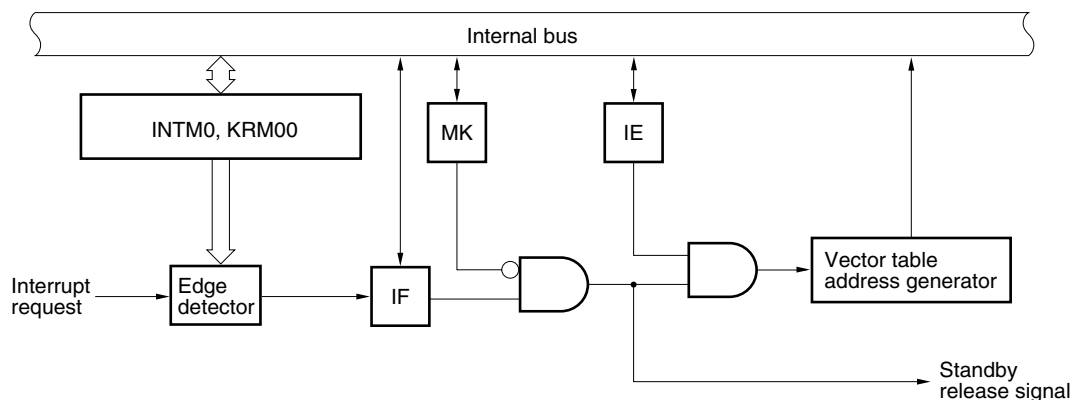 Internal bus
INTM0, KRM00
MK
IE
Interrupt
request
Edge
detector
IF
Vector table
address generator
Standby
release signal